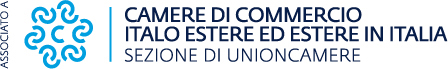 ASSOCIATO A
C
CAMERE DI COMMERCIO
ITALO ESTERE ED ESTERE IN ITALIA
SEZIONE DI UNIONCAMERE